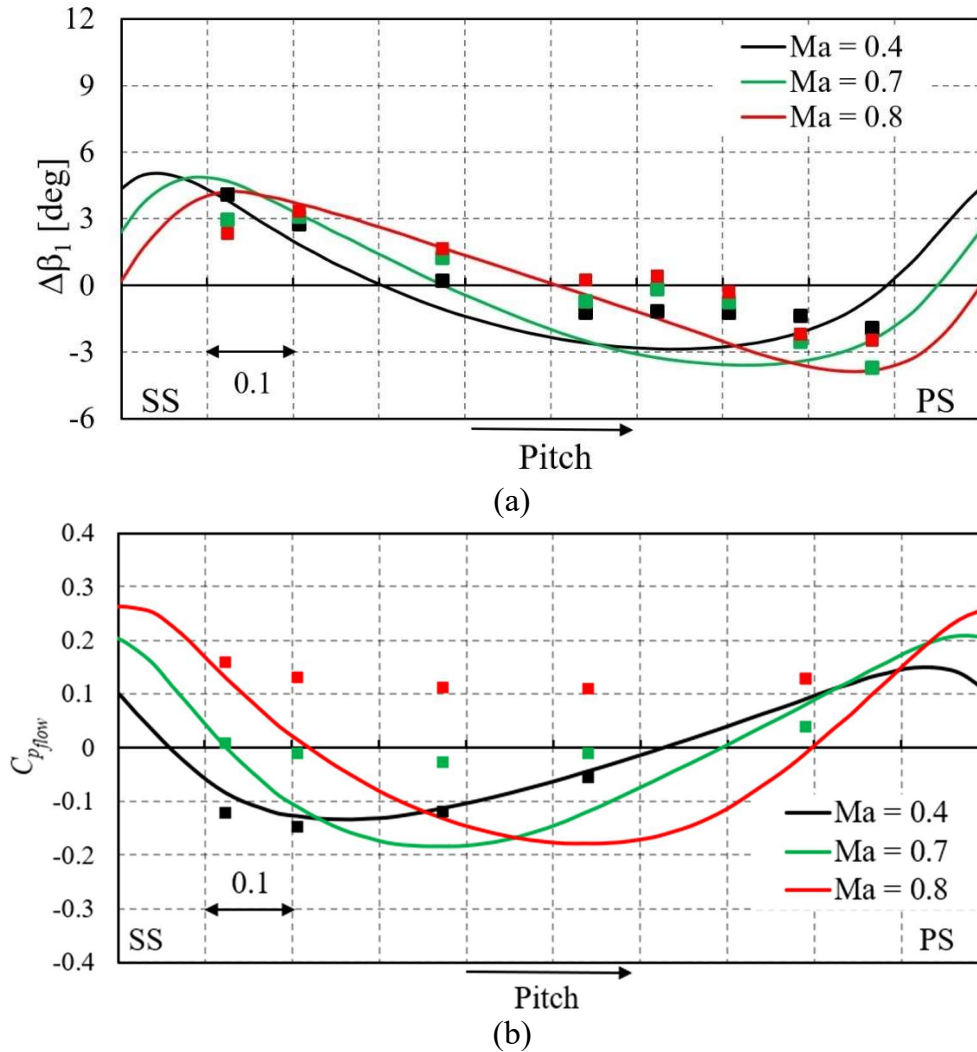 12
9
6
3
0
-3
-6
Δβ1 [deg]
Ma = 0.4
Ma = 0.7
Ma = 0.8
0.1
SS
PS
Pitch
(a)
0.4
0.3
0.2
0.1
0
-0.1
-0.2
-0.3
-0.4
Cpflow
Ma = 0.4
Ma = 0.7
Ma = 0.8
0.1
SS
PS
Pitch
(b)